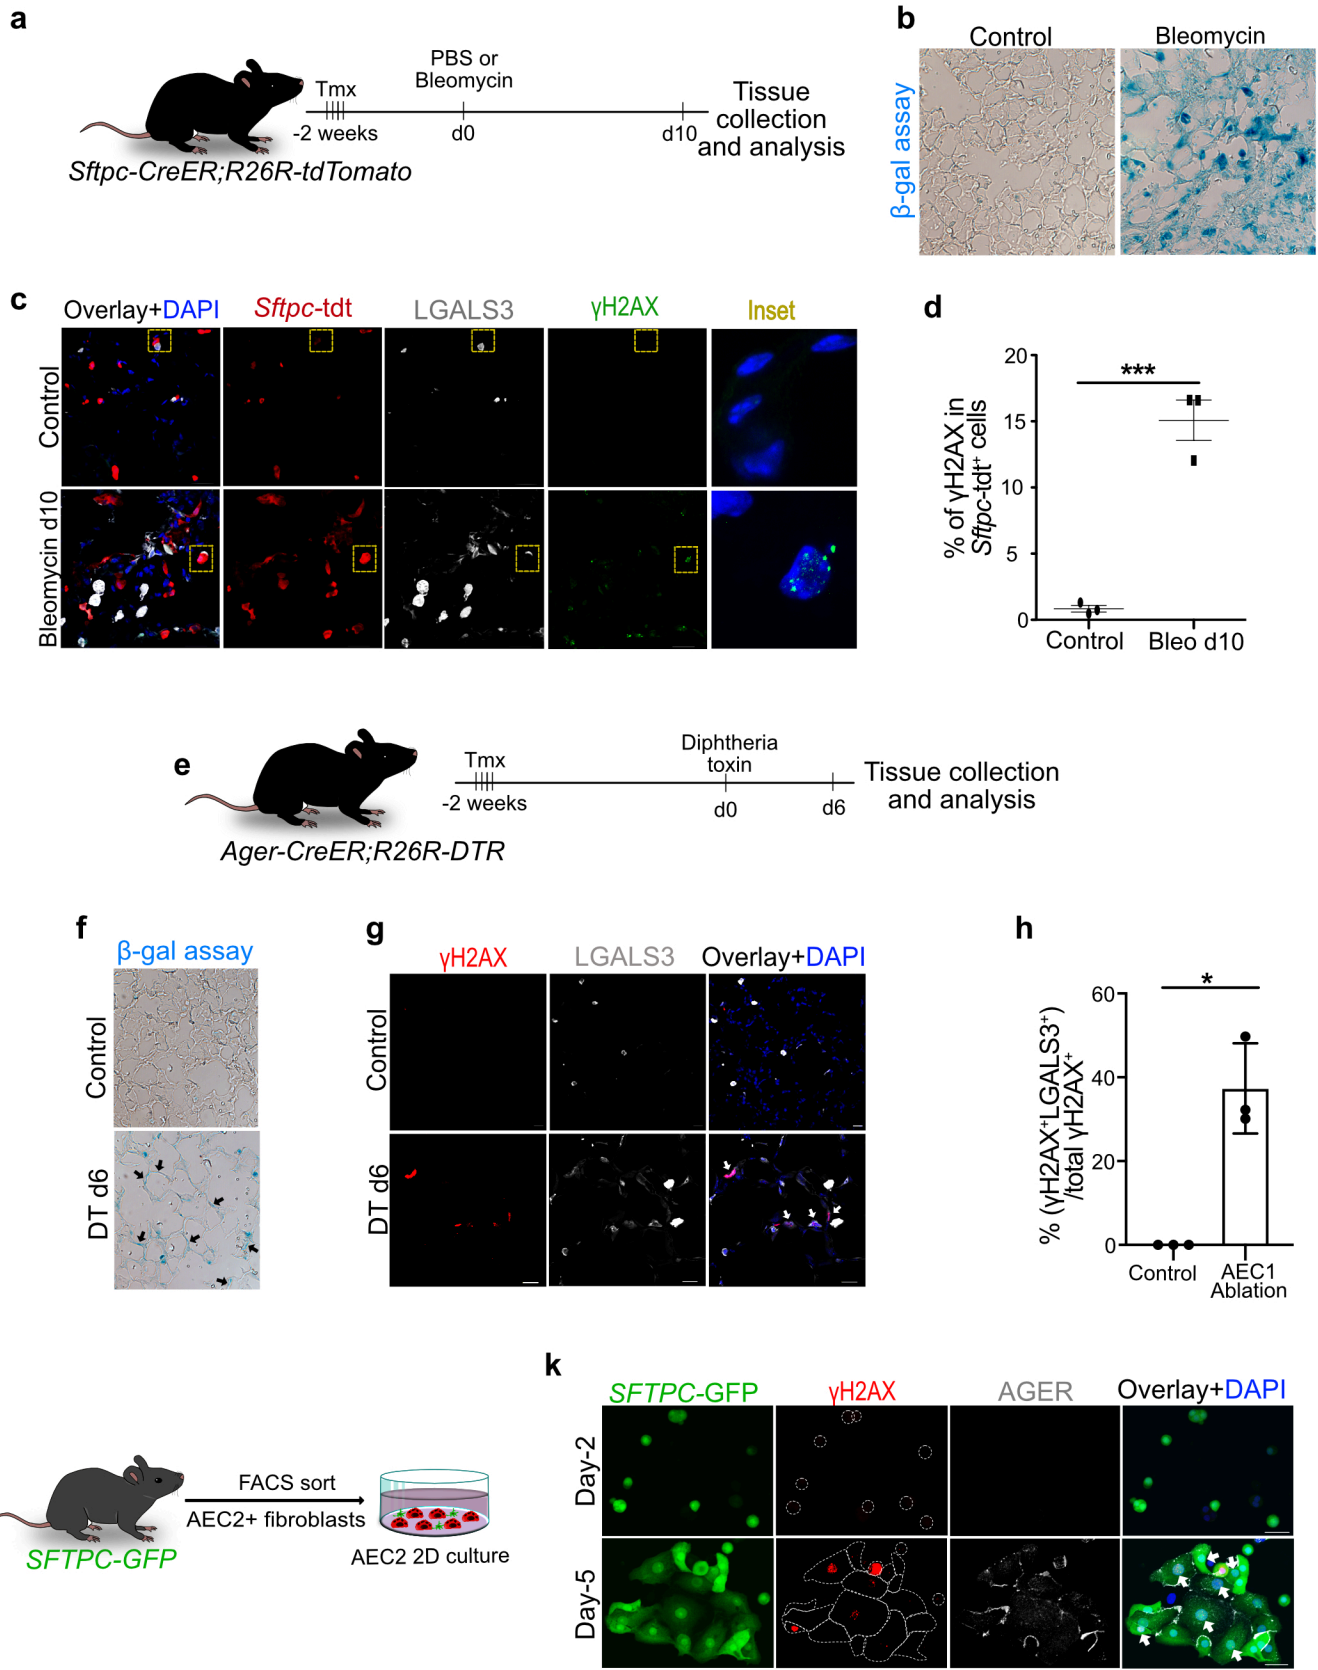 a
Tmx
-2 weeks
PBS or
Bleomycin
d0
d10
Tissue
collection
and analysis
Sftpc-CreER;R26R-tdTomato
b
Control
Bleomycin
β-gal assay
c
Overlay+DAPI
Sftpc-tdt
LGALS3
γH2AX
Inset
Control
Bleomycin d10
d
% of γH2AX in
Sftpc-tdt⁺ cells
20
15
10
5
0
***
Control
Bleo d10
e
Tmx
-2 weeks
Diphtheria
toxin
d0
d6
Tissue collection
and analysis
Ager-CreER;R26R-DTR
f
β-gal assay
Control
DT d6
g
γH2AX
LGALS3
Overlay+DAPI
Control
DT d6
h
% (γH2AX⁺LGALS3⁺)
/total γH2AX⁺
60
40
20
0
*
Control
AEC1
Ablation
SFTPC-GFP
FACS sort
AEC2+ fibroblasts
AEC2 2D culture
k
SFTPC-GFP
γH2AX
AGER
Overlay+DAPI
Day-2
Day-5